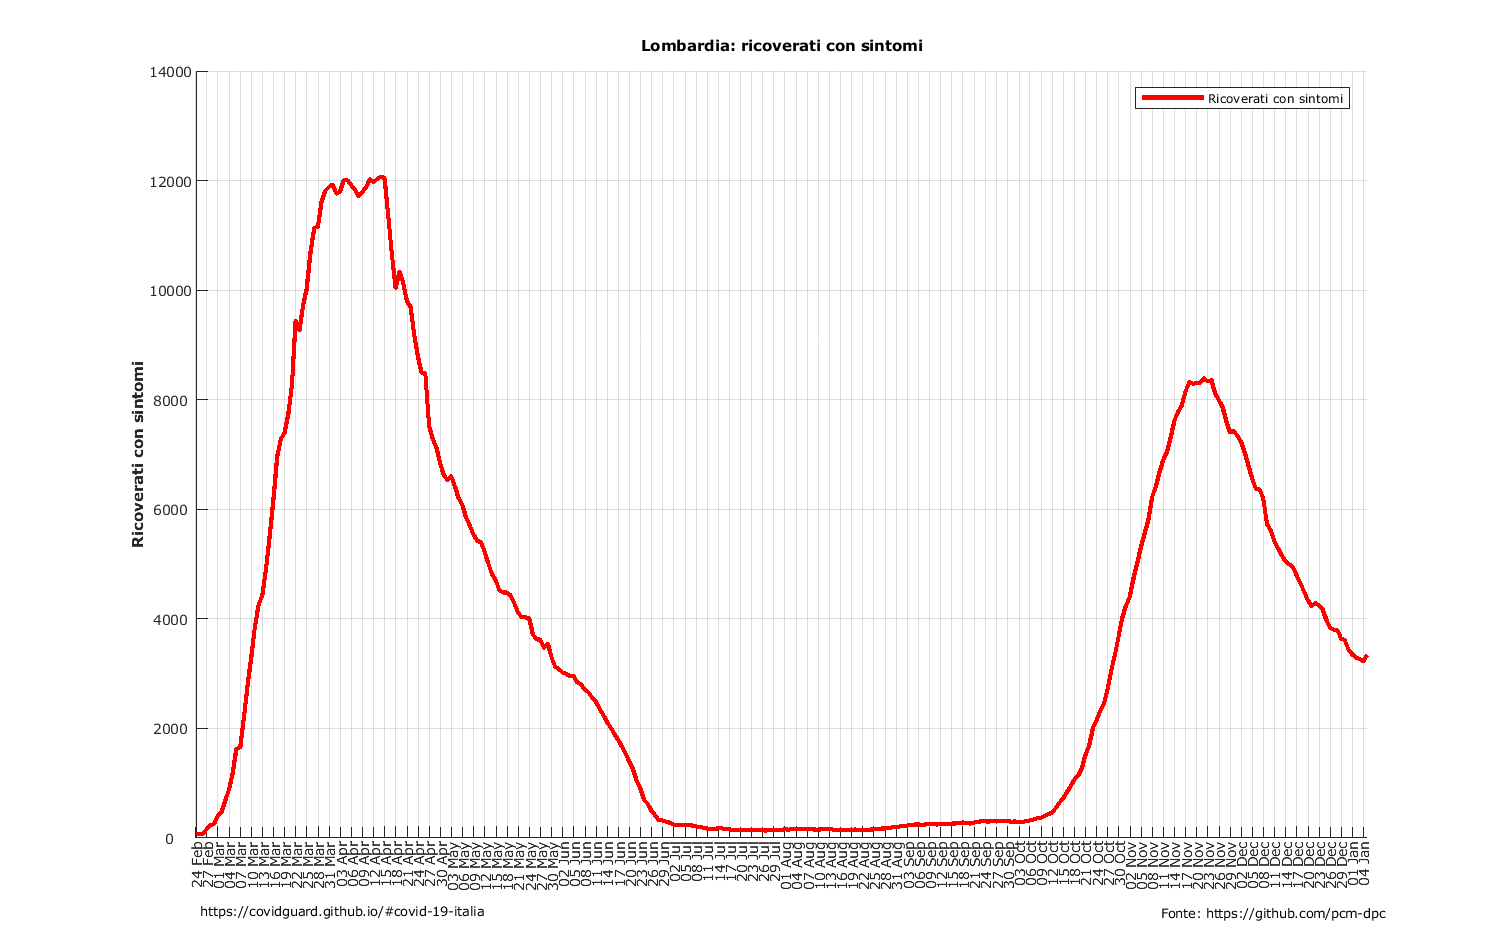 Lombardia: ricoverati con sintomi
Ricoverati con sintomi
Ricoverati con sintomi
14000
12000
10000
8000
6000
4000
2000
0
24 Feb
27 Feb
01 Mar
04 Mar
07 Mar
10 Mar
13 Mar
16 Mar
19 Mar
22 Mar
25 Mar
28 Mar
31 Mar
03 Apr
06 Apr
09 Apr
12 Apr
15 Apr
18 Apr
21 Apr
24 Apr
27 Apr
30 Apr
03 May
06 May
09 May
12 May
15 May
18 May
21 May
24 May
27 May
30 May
02 Jun
05 Jun
08 Jun
11 Jun
14 Jun
17 Jun
20 Jun
23 Jun
26 Jun
29 Jun
02 Jul
05 Jul
08 Jul
11 Jul
14 Jul
17 Jul
20 Jul
23 Jul
26 Jul
29 Jul
01 Aug
04 Aug
07 Aug
10 Aug
13 Aug
16 Aug
19 Aug
22 Aug
25 Aug
28 Aug
31 Aug
03 Sep
06 Sep
09 Sep
12 Sep
15 Sep
18 Sep
21 Sep
24 Sep
27 Sep
30 Sep
03 Oct
06 Oct
09 Oct
12 Oct
15 Oct
18 Oct
21 Oct
24 Oct
27 Oct
30 Oct
02 Nov
05 Nov
08 Nov
11 Nov
14 Nov
17 Nov
20 Nov
23 Nov
26 Nov
29 Nov
02 Dec
05 Dec
08 Dec
11 Dec
14 Dec
17 Dec
20 Dec
23 Dec
26 Dec
29 Dec
01 Jan
04 Jan
https://covidguard.github.io/#covid-19-italia
Fonte: https://github.com/pcm-dpc